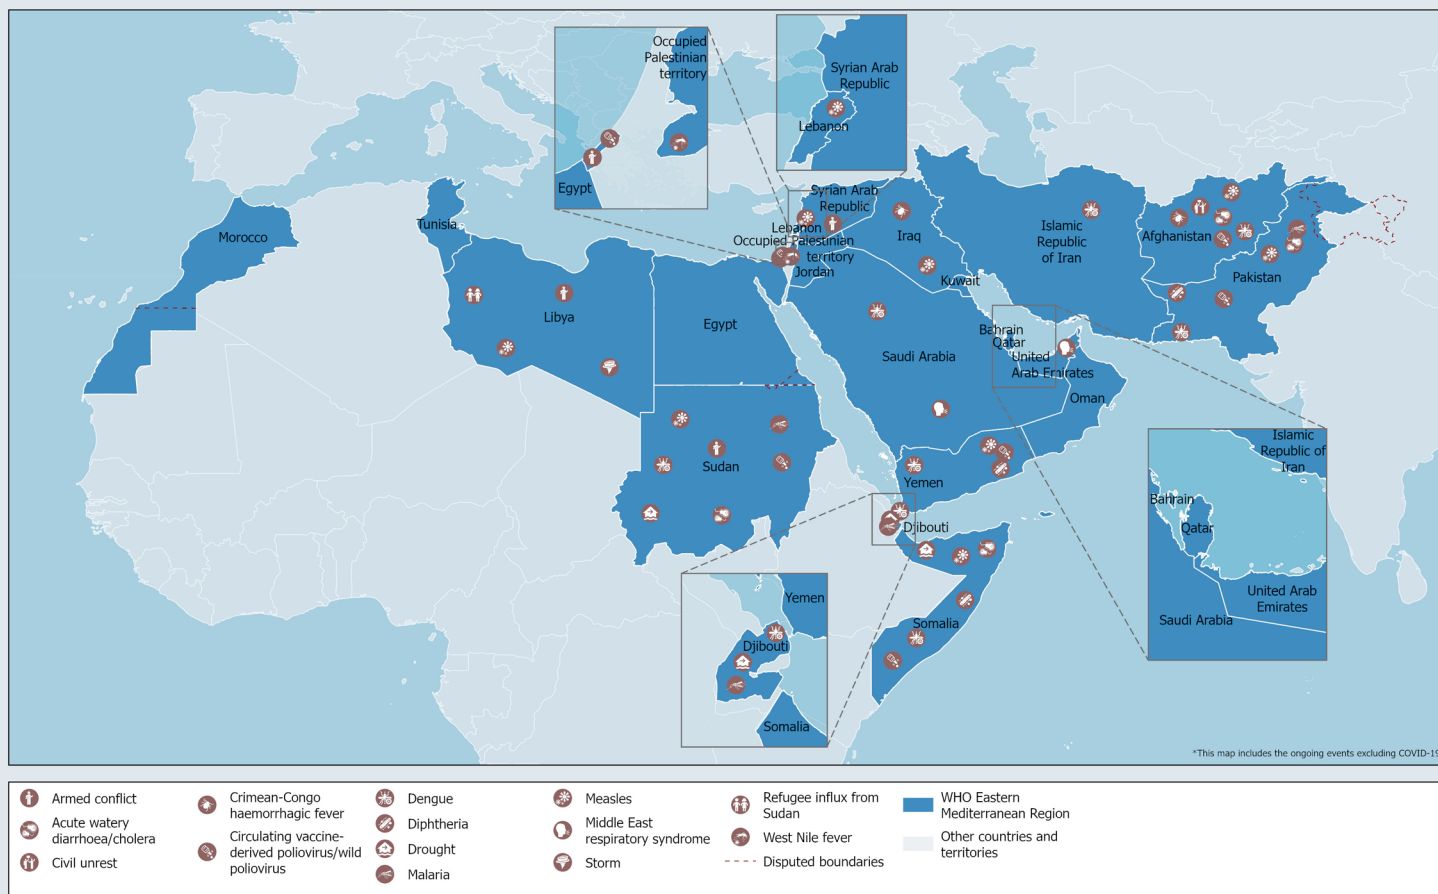 Occupied
Palestinian
territory
Egypt
Syrian Arab
Republic
Lebanon
Morocco
Tunisia
Syrian Arab
Republic
Lebanon
Occupied Palestinian
territory
Jordan
Iraq
Kuwait
Islamic
Republic
of Iran
Afghanistan
Pakistan
Libya
Egypt
Saudi Arabia
Bahrain
Qatar
United
Arab Emirates
Oman
Sudan
Yemen
Djibouti
Somalia
Islamic
Republic of
Iran
Bahrain
Qatar
United Arab
Emirates
Saudi Arabia
Yemen
Djibouti
Somalia
*This map includes the ongoing events excluding COVID-19
Armed conflict
Acute watery
diarrhoea/cholera
Civil unrest
Crimean-Congo
haemorrhagic fever
Circulating vaccine-
derived poliovirus/wild
poliovirus
Dengue
Diphtheria
Drought
Malaria
Measles
Middle East
respiratory syndrome
Storm
Refugee influx from
Sudan
West Nile fever
Disputed boundaries
WHO Eastern
Mediterranean Region
Other countries and
territories